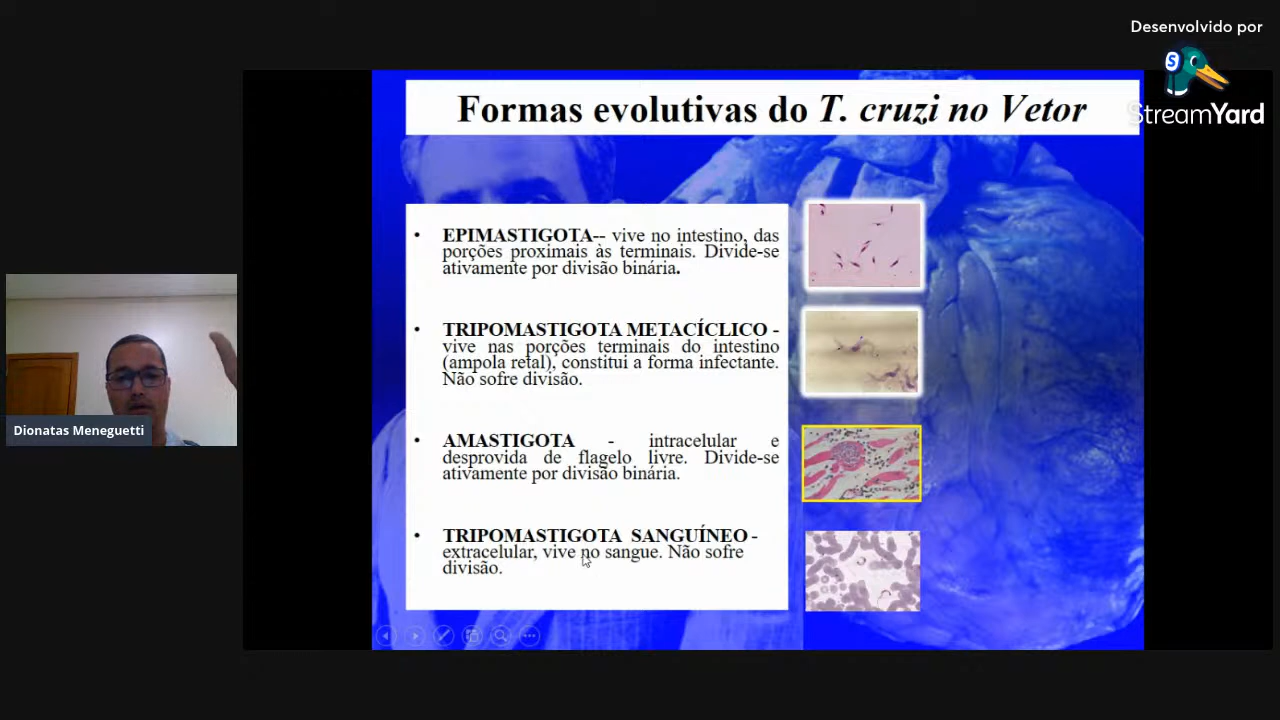 Desenvolvido por
StreamYard
Formas evolutivas do T. cruzi no Vetor
• EPIMASTIGOTA-- vive no intestino, das
porções proximais às terminais. Divide-se
ativamente por divisão binária.
• TRIPOMASTIGOTA METACÍCLICO -
vive nas porções terminais do intestino
(ampola retal), constitui a forma infectante.
Não sofre divisão.
• AMASTIGOTA - intracelular e
desprovida de flagelo livre. Divide-se
ativamente por divisão binária.
• TRIPOMASTIGOTA SANGUÍNEO -
extracelular, vive no sangue. Não sofre
divisão.
Dionatas Meneguetti